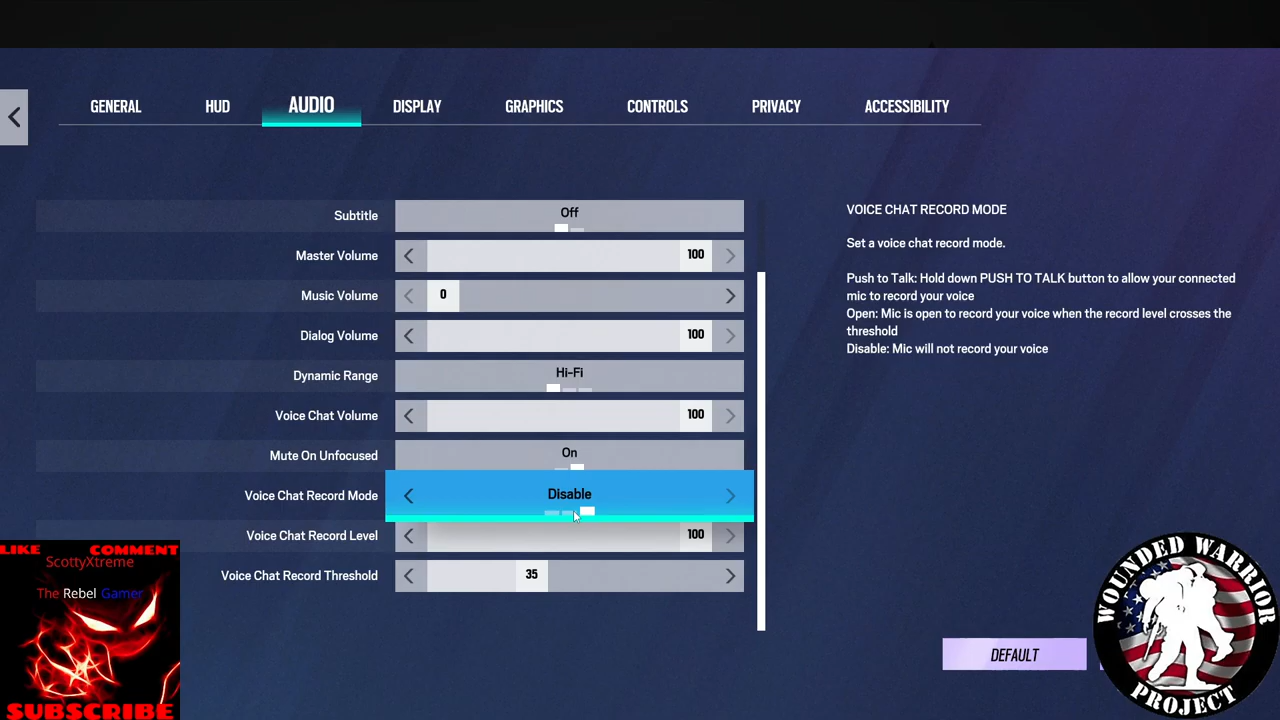 GENERAL
HUD
AUDIO
DISPLAY
GRAPHICS
CONTROLS
PRIVACY
ACCESSIBILITY
Subtitle
Off
Master Volume
100
Music Volume
0
Dialog Volume
100
Dynamic Range
Hi-Fi
Voice Chat Volume
100
Mute On Unfocused
On
Voice Chat Record Mode
Disable
Voice Chat Record Level
100
Voice Chat Record Threshold
35
VOICE CHAT RECORD MODE
Set a voice chat record mode.
Push to Talk: Hold down PUSH TO TALK button to allow your connected
mic to record your voice
Open: Mic is open to record your voice when the record level crosses the
threshold
Disable: Mic will not record your voice
DEFAULT
LIKE COMMENT
ScottyXtreme
The Rebel Gamer
SUBSCRIBE
WOUNDED WARRIOR
PROJECT